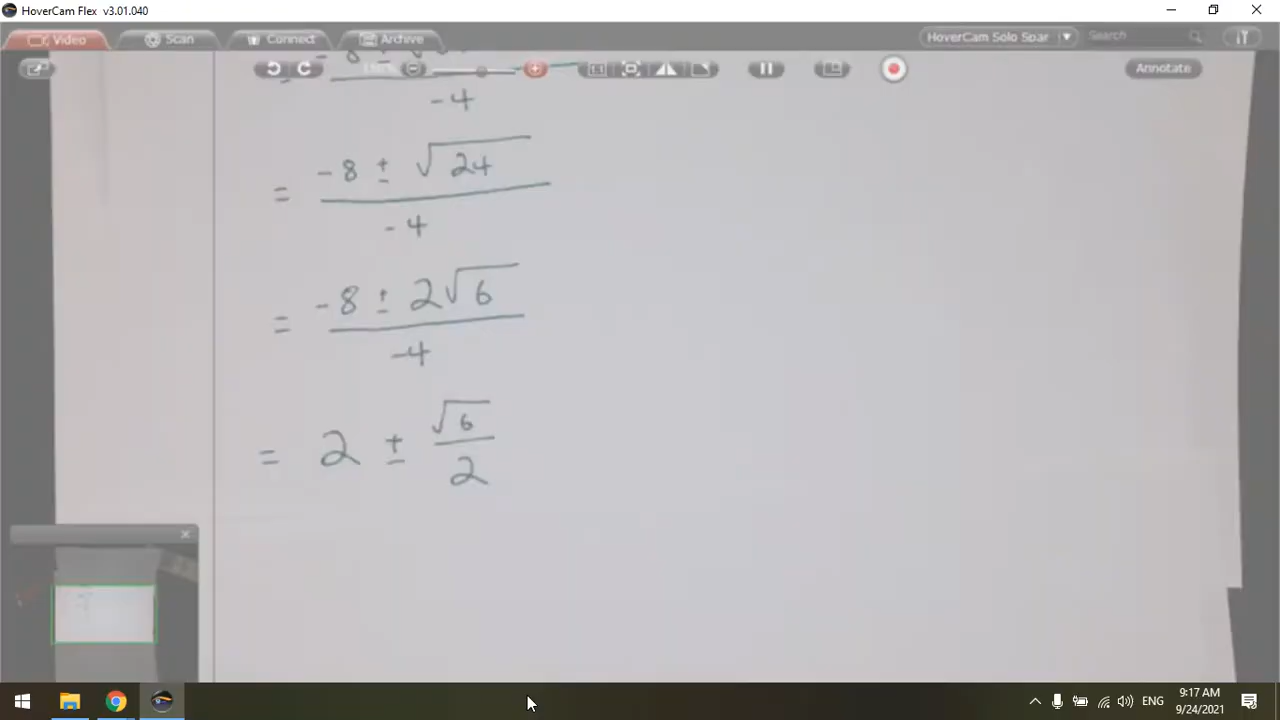 HoverCam Flex v3.01.040
Video Scan Connect Archive HoverCam Solo Spar Search
Annotate
-4
= -8 ± √24
-4
= -8 ± 2√6
-4
= 2 ± √6
2
ENG 9:17 AM
9/24/2021